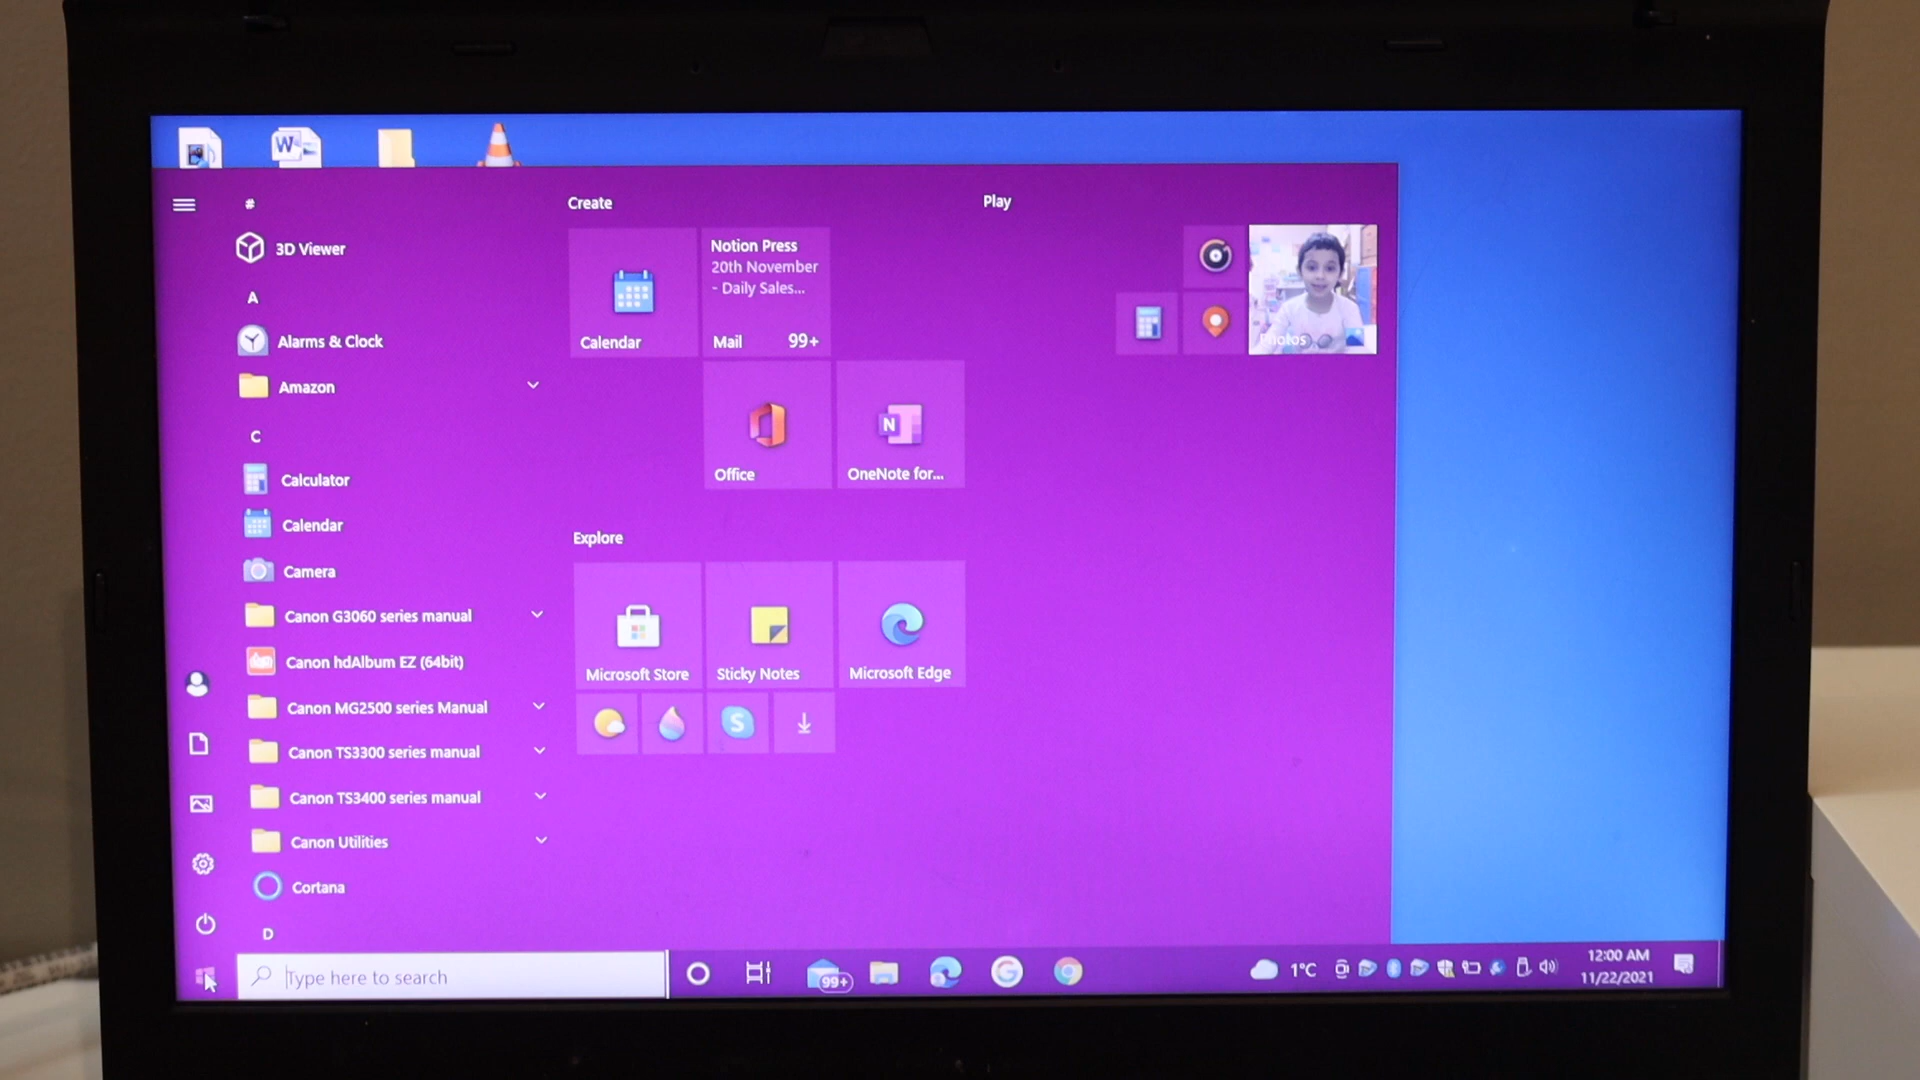 #
3D Viewer
A
Alarms & Clock
Amazon
C
Calculator
Calendar
Camera
Canon G3060 series manual
Canon hdAlbum EZ (64bit)
Canon MG2500 series Manual
Canon TS3300 series manual
Canon TS3400 series manual
Canon Utilities
Cortana
D
Create
Calendar
Notion Press
20th November
- Daily Sales...
Mail 99+
Office
OneNote for...
Explore
Microsoft Store
Sticky Notes
Microsoft Edge
Play
Photos
Type here to search
99+
1°C
12:00 AM
11/22/2021